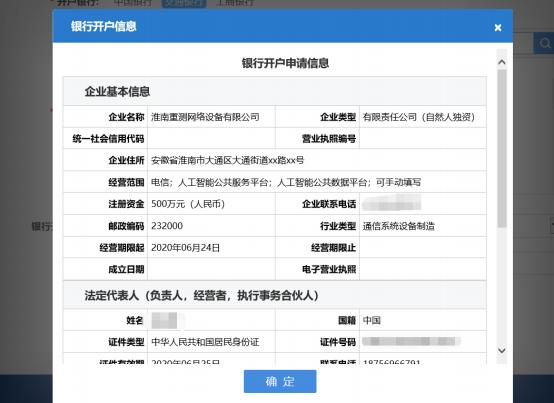 开户银行： 中国银行 交通银行 工商银行
银行开户信息 ×
银行开户申请信息
企业基本信息
企业名称 淮南重测网络设备有限公司 企业类型 有限责任公司（自然人独资）
统一社会信用代码 营业执照编号
企业住所 安徽省淮南市大通区大通街道xx路xx号
经营范围 电信；人工智能公共服务平台；人工智能公共数据平台；可手动填写
注册资金 500万元（人民币） 企业联系电话
邮政编码 232000 行业类型 通信系统设备制造
银行开
经营期限起 2020年06月24日 经营期限止
成立日期 电子营业执照
法定代表人（负责人，经营者，执行事务合伙人）
姓名 国籍 中国
证件类型 中华人民共和国居民身份证 证件号码
证件有效期 2020年06月25日 联系电话 18756966791
确 定